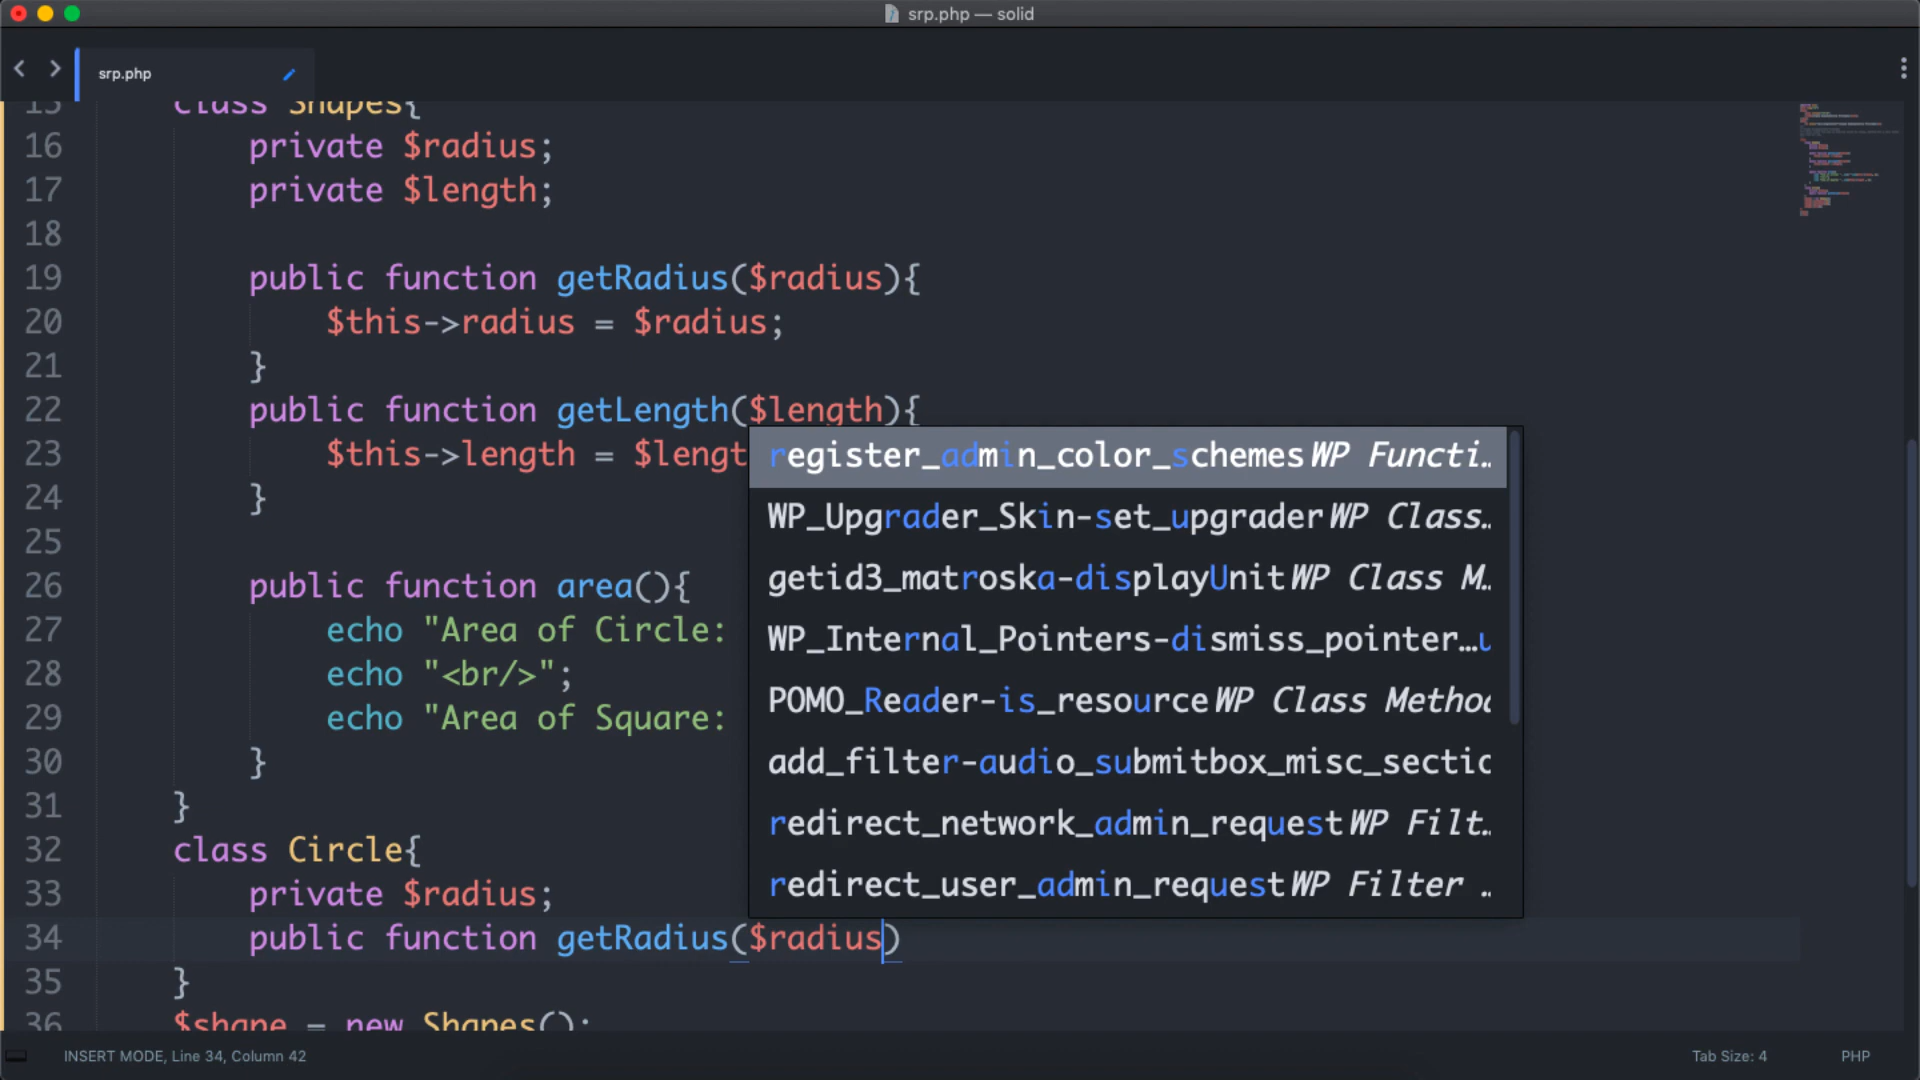 srp.php — solid
srp.php
15 class Shapes{
16 private $radius;
17 private $length;
18
19 public function getRadius($radius){
20 $this->radius = $radius;
21 }
22 public function getLength($length){
23 $this->length = $lengt
24 }
25
26 public function area(){
27 echo "Area of Circle:
28 echo "<br/>";
29 echo "Area of Square:
30 }
31 }
32 class Circle{
33 private $radius;
34 public function getRadius($radius)
35 }
36 $shape = new Shapes();
register_admin_color_schemes WP Functi…
WP_Upgrader_Skin-set_upgrader WP Class…
getid3_matroska-displayUnit WP Class M…
WP_Internal_Pointers-dismiss_pointer…u
POMO_Reader-is_resource WP Class Method
add_filter-audio_submitbox_misc_sectio
redirect_network_admin_request WP Filt…
redirect_user_admin_request WP Filter …
INSERT MODE, Line 34, Column 42
Tab Size: 4
PHP